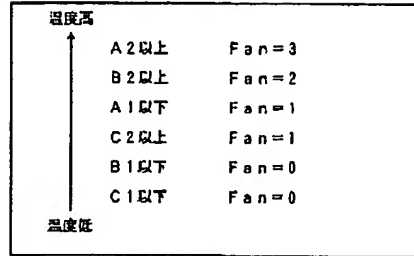 温度高
A2以上 Fan=3
B2以上 Fan=2
A1以下 Fan=1
C2以上 Fan=1
B1以下 Fan=0
C1以下 Fan=0
温度低